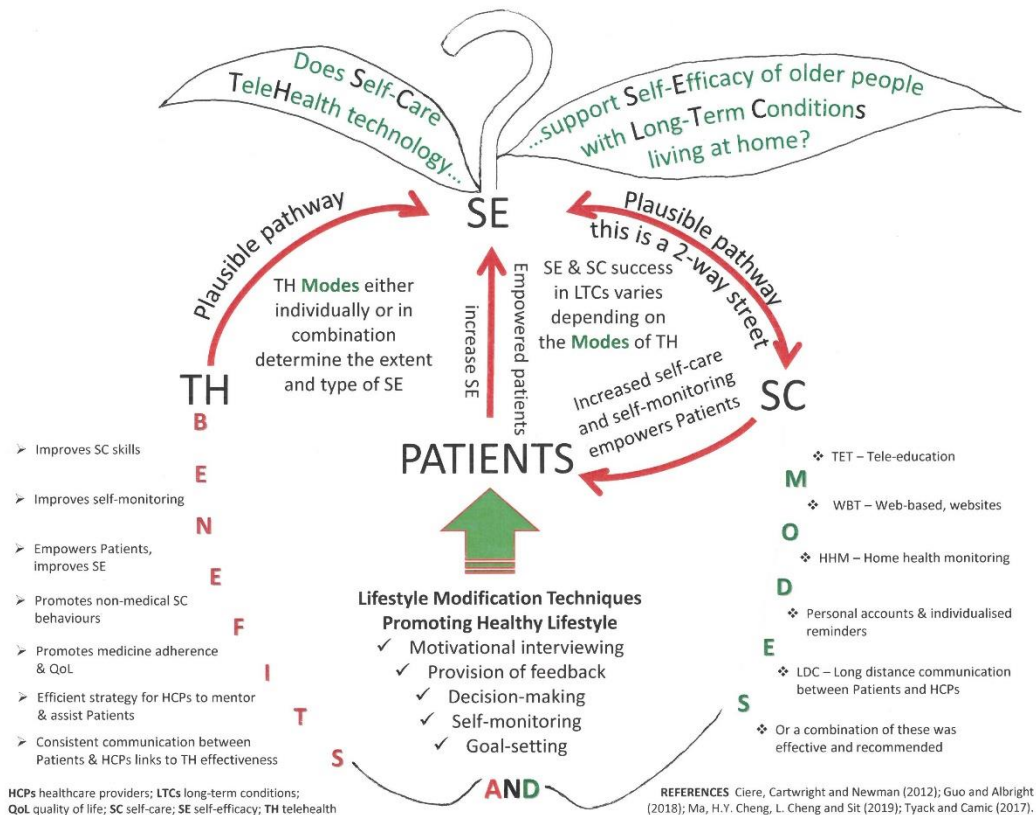 Does Self-Care
TeleHealth technology...
...support Self-Efficacy of older people
with Long-Term Conditions
living at home?
SE
Plausible pathway
Plausible pathway
this is a 2-way street
TH Modes either
individually or in
combination
determine the extent
and type of SE
increase SE
Empowered patients
SE & SC success
in LTCs varies
depending on
the Modes of TH
TH
SC
Increased self-care
and self-monitoring
empowers Patients
PATIENTS
BENEFITS
➢ Improves SC skills
➢ Improves self-monitoring
➢ Empowers Patients,
improves SE
➢ Promotes non-medical SC
behaviours
➢ Promotes medicine adherence
& QoL
➢ Efficient strategy for HCPs to mentor
& assist Patients
➢ Consistent communication between
Patients & HCPs links to TH effectiveness
Lifestyle Modification Techniques
Promoting Healthy Lifestyle
✓ Motivational interviewing
✓ Provision of feedback
✓ Decision-making
✓ Self-monitoring
✓ Goal-setting
AND
MODES
❖ TET – Tele-education
❖ WBT – Web-based, websites
❖ HHM – Home health monitoring
❖ Personal accounts & individualised
reminders
❖ LDC – Long distance communication
between Patients and HCPs
❖ Or a combination of these was
effective and recommended
HCPs healthcare providers; LTCs long-term conditions;
QoL quality of life; SC self-care; SE self-efficacy; TH telehealth
REFERENCES Ciere, Cartwright and Newman (2012); Guo and Albright
(2018); Ma, H.Y. Cheng, L. Cheng and Sit (2019); Tyack and Camic (2017).